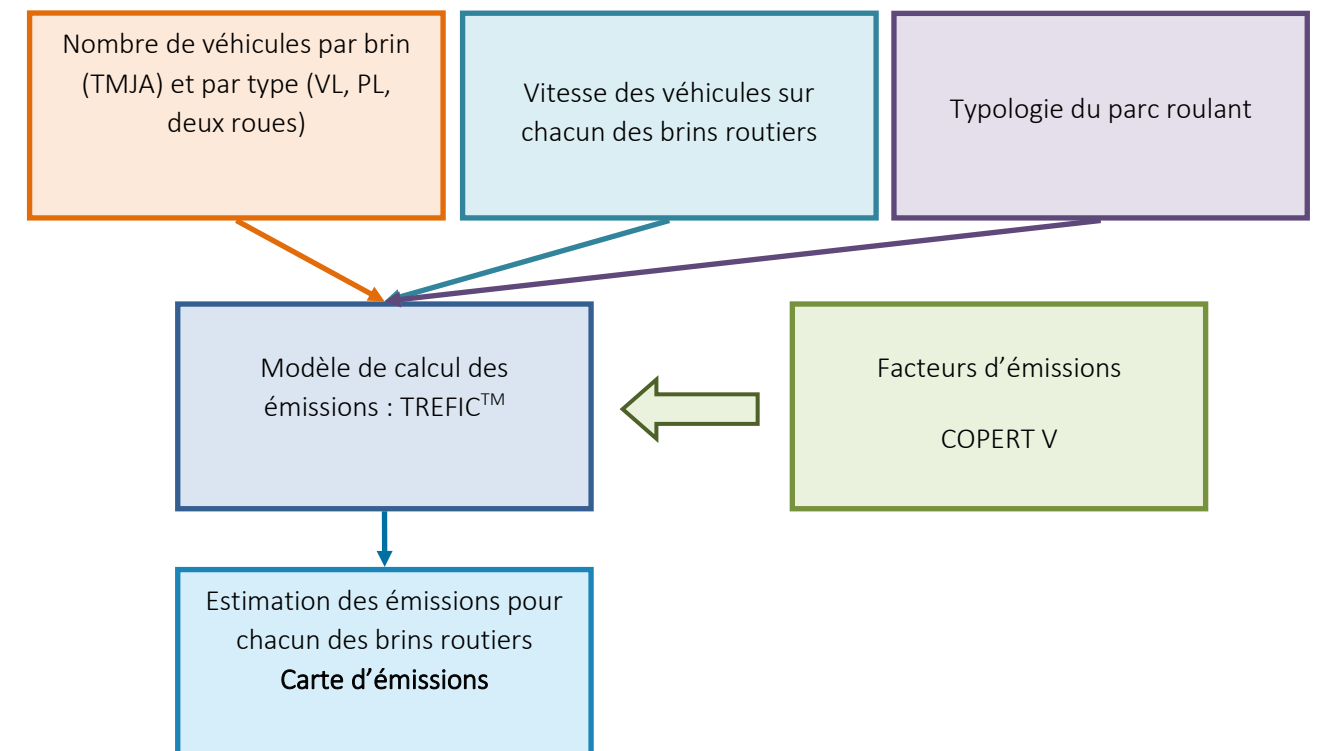 Nombre de véhicules par brin
(TMJA) et par type (VL, PL,
deux roues)
Vitesse des véhicules sur
chacun des brins routiers
Typologie du parc roulant
Modèle de calcul des
émissions : TREFIC™
Facteurs d’émissions
COPERT V
Estimation des émissions pour
chacun des brins routiers
Carte d’émissions